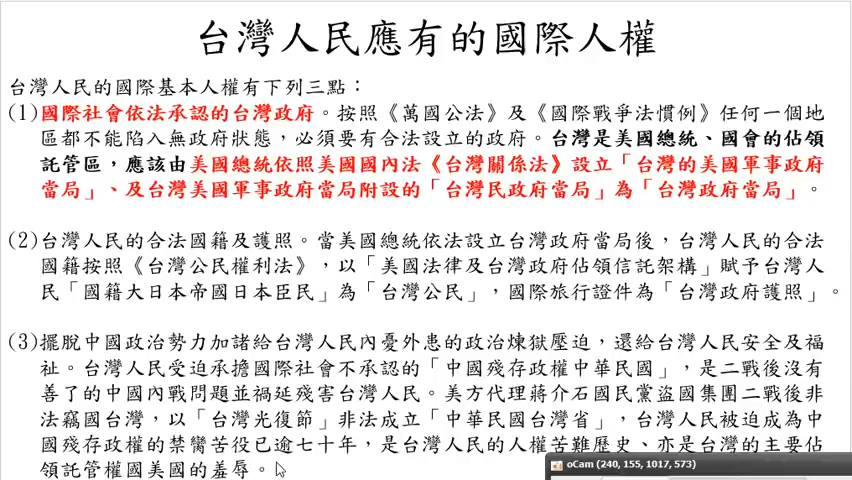 台灣人民應有的國際人權
台灣人民的國際基本人權有下列三點：
(1)國際社會依法承認的台灣政府。按照《萬國公法》及《國際戰爭法慣例》任何一個地
區都不能陷入無政府狀態，必須要有合法設立的政府。台灣是美國總統、國會的佔領
託管區，應該由美國總統依照美國國內法《台灣關係法》設立「台灣的美國軍事政府
當局」、及台灣美國軍事政府當局附設的「台灣民政府當局」為「台灣政府當局」。
(2)台灣人民的合法國籍及護照。當美國總統依法設立台灣政府當局後，台灣人民的合法
國籍按照《台灣公民權利法》，以「美國法律及台灣政府佔領信託架構」賦予台灣人
民「國籍大日本帝國日本臣民」為「台灣公民」，國際旅行證件為「台灣政府護照」。
(3)擺脫中國政治勢力加諸給台灣人民內憂外患的政治煉獄壓迫，還給台灣人民安全及福
祉。台灣人民受迫承擔國際社會不承認的「中國殘存政權中華民國」，是二戰後沒有
善了的中國內戰問題並禍延殘害台灣人民。美方代理蔣介石國民黨盜國集團二戰後非
法竊國台灣，以「台灣光復節」非法成立「中華民國台灣省」，台灣人民被迫成為中
國殘存政權的禁臠苦役已逾七十年，是台灣人民的人權苦難歷史、亦是台灣的主要佔
領託管權國美國的羞辱。
oCam (240, 155, 1017, 573)